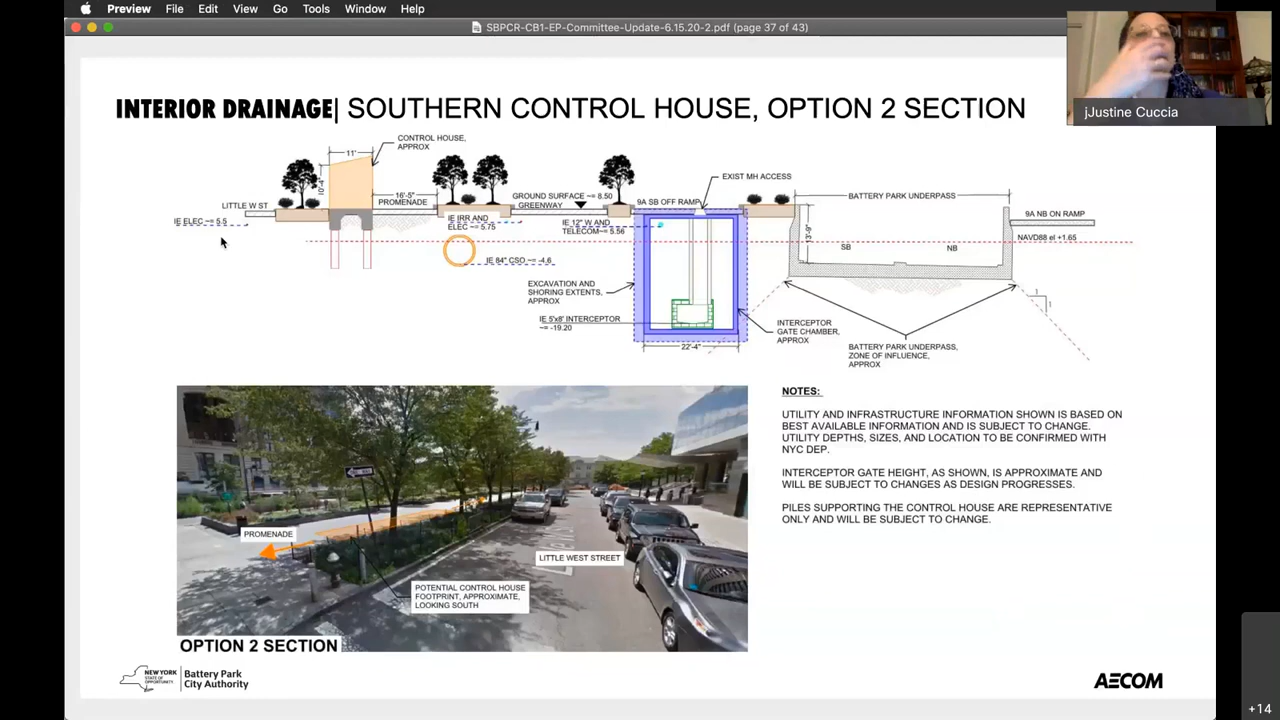 Preview File Edit View Go Tools Window Help
SBPCR-CB1-EP-Committee-Update-6.15.20-2.pdf (page 37 of 43)
jJustine Cuccia
INTERIOR DRAINAGE| SOUTHERN CONTROL HOUSE, OPTION 2 SECTION
CONTROL HOUSE,
APPROX
11'
16'-5"
PROMENADE
LITTLE W ST
IE ELEC ~= 5.5
IE IRR AND
ELEC ~= 5.75
GROUND SURFACE ~= 8.50
GREENWAY
IE 12" W AND
TELECOM~= 5.56
IE 84" CSO ~= -4.6
9A SB OFF RAMP
EXIST MH ACCESS
BATTERY PARK UNDERPASS
9A NB ON RAMP
13'-9"
SB
NB
NAVD88 el +1.65
EXCAVATION AND
SHORING EXTENTS,
APPROX
IE 5'x8' INTERCEPTOR
~= -19.20
22'-4"
INTERCEPTOR
GATE CHAMBER,
APPROX
BATTERY PARK UNDERPASS,
ZONE OF INFLUENCE,
APPROX
1
1
PROMENADE
LITTLE WEST STREET
POTENTIAL CONTROL HOUSE
FOOTPRINT, APPROXIMATE,
LOOKING SOUTH
OPTION 2 SECTION
NOTES:
UTILITY AND INFRASTRUCTURE INFORMATION SHOWN IS BASED ON
BEST AVAILABLE INFORMATION AND IS SUBJECT TO CHANGE.
UTILITY DEPTHS, SIZES, AND LOCATION TO BE CONFIRMED WITH
NYC DEP.
INTERCEPTOR GATE HEIGHT, AS SHOWN, IS APPROXIMATE AND
WILL BE SUBJECT TO CHANGES AS DESIGN PROGRESSES.
PILES SUPPORTING THE CONTROL HOUSE ARE REPRESENTATIVE
ONLY AND WILL BE SUBJECT TO CHANGE.
NEW YORK
STATE OF
OPPORTUNITY
Battery Park
City Authority
AECOM
+14